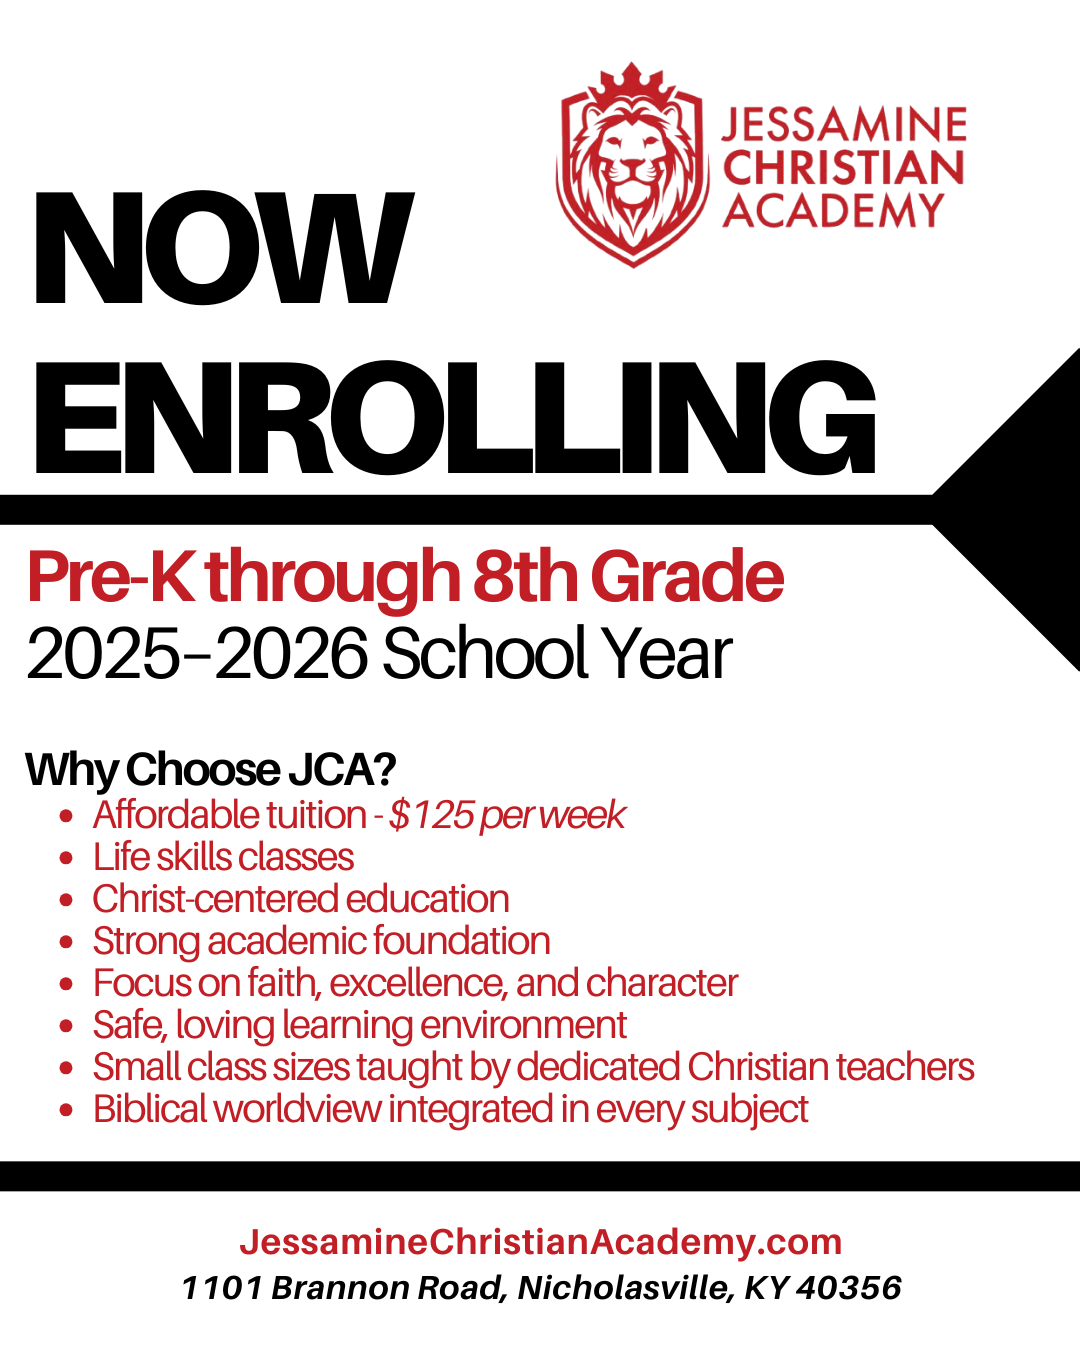 JESSAMINE
CHRISTIAN
ACADEMY
NOW
ENROLLING
Pre-K through 8th Grade
2025–2026 School Year
Why Choose JCA?
• Affordable tuition - $125 per week
• Life skills classes
• Christ-centered education
• Strong academic foundation
• Focus on faith, excellence, and character
• Safe, loving learning environment
• Small class sizes taught by dedicated Christian teachers
• Biblical worldview integrated in every subject
JessamineChristianAcademy.com
1101 Brannon Road, Nicholasville, KY 40356